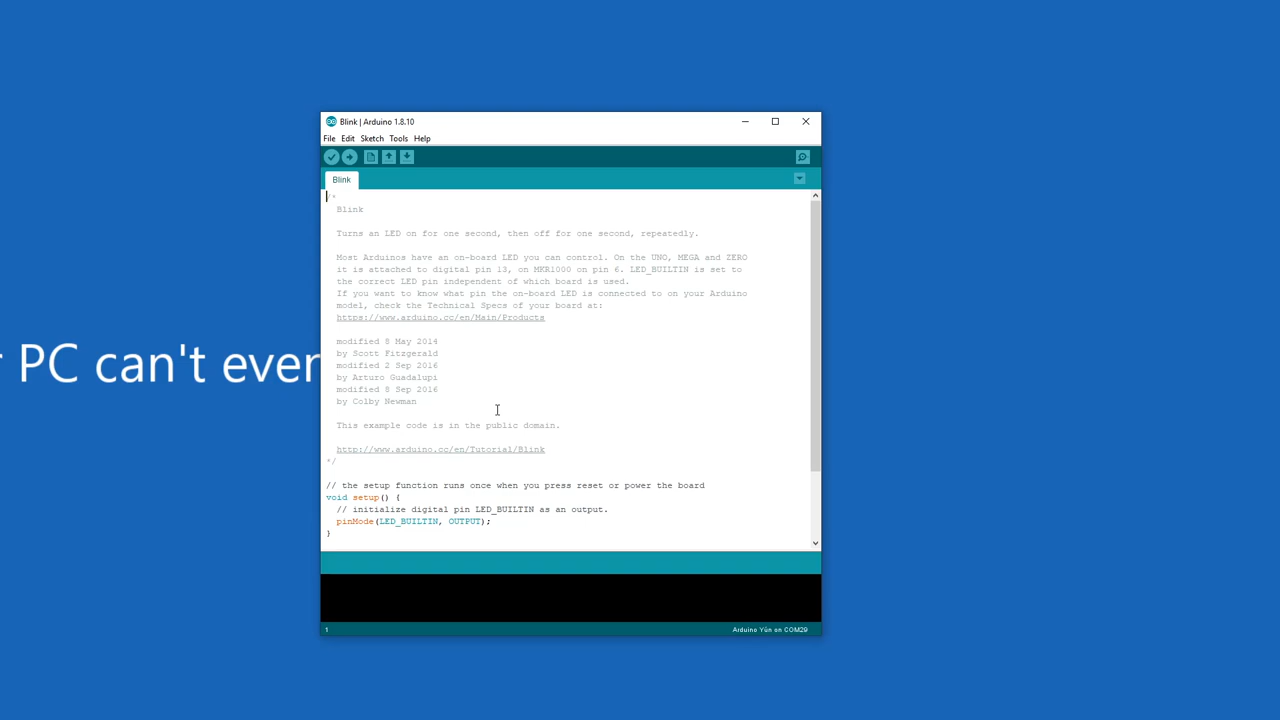 Blink | Arduino 1.8.10
File Edit Sketch Tools Help
Blink
/*
Blink
Turns an LED on for one second, then off for one second, repeatedly.
Most Arduinos have an on-board LED you can control. On the UNO, MEGA and ZERO
it is attached to digital pin 13, on MKR1000 on pin 6. LED_BUILTIN is set to
the correct LED pin independent of which board is used.
If you want to know what pin the on-board LED is connected to on your Arduino
model, check the Technical Specs of your board at:
https://www.arduino.cc/en/Main/Products
modified 8 May 2014
by Scott Fitzgerald
modified 2 Sep 2016
by Arturo Guadalupi
modified 8 Sep 2016
by Colby Newman
PC can't ever
This example code is in the public domain.
http://www.arduino.cc/en/Tutorial/Blink
*/
// the setup function runs once when you press reset or power the board
void setup() {
// initialize digital pin LED_BUILTIN as an output.
pinMode(LED_BUILTIN, OUTPUT);
}
1 Arduino Yún on COM29